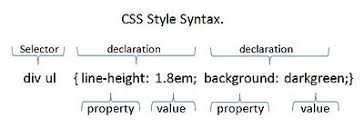 CSS Style Syntax.
Selector declaration declaration
div ul { line-height: 1.8em; background: darkgreen;}
property value property value